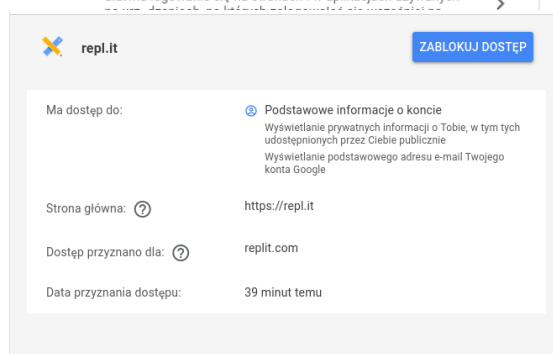 repl.it
ZABLOKUJ DOSTĘP
Ma dostęp do:
Podstawowe informacje o koncie
Wyświetlanie prywatnych informacji o Tobie, w tym tych
udostępnionych przez Ciebie publicznie
Wyświetlanie podstawowego adresu e-mail Twojego
konta Google
Strona główna:
https://repl.it
Dostęp przyznano dla:
replit.com
Data przyznania dostępu:
39 minut temu